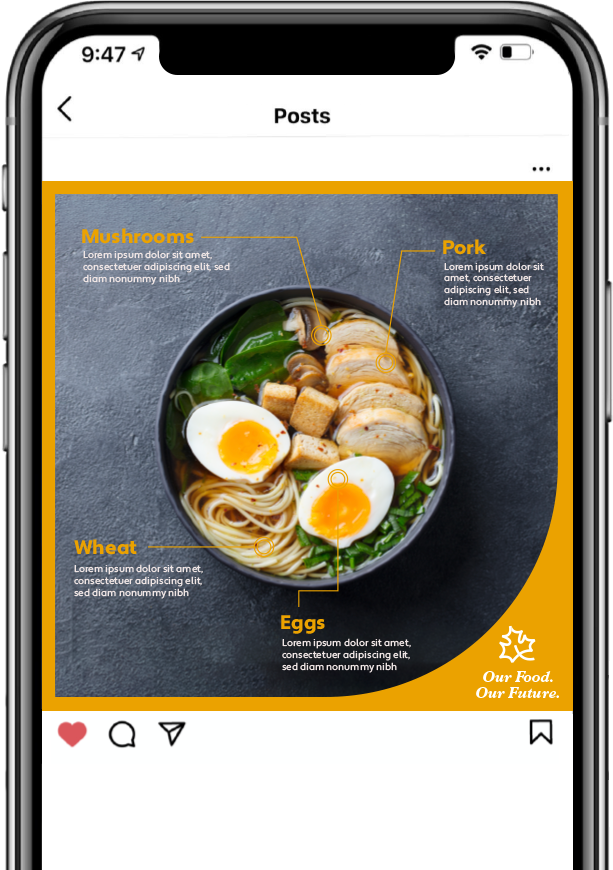 9:47
Posts
Mushrooms
Lorem ipsum dolor sit amet,
consectetuer adipiscing elit, sed
diam nonummy nibh
Pork
Lorem ipsum dolor sit
amet, consectetuer
adipiscing elit, sed
diam nonummy nibh
Wheat
Lorem ipsum dolor sit amet,
consectetuer adipiscing elit,
sed diam nonummy nibh
Eggs
Lorem ipsum dolor sit amet,
consectetuer adipiscing elit,
sed diam nonummy nibh
Our Food.
Our Future.